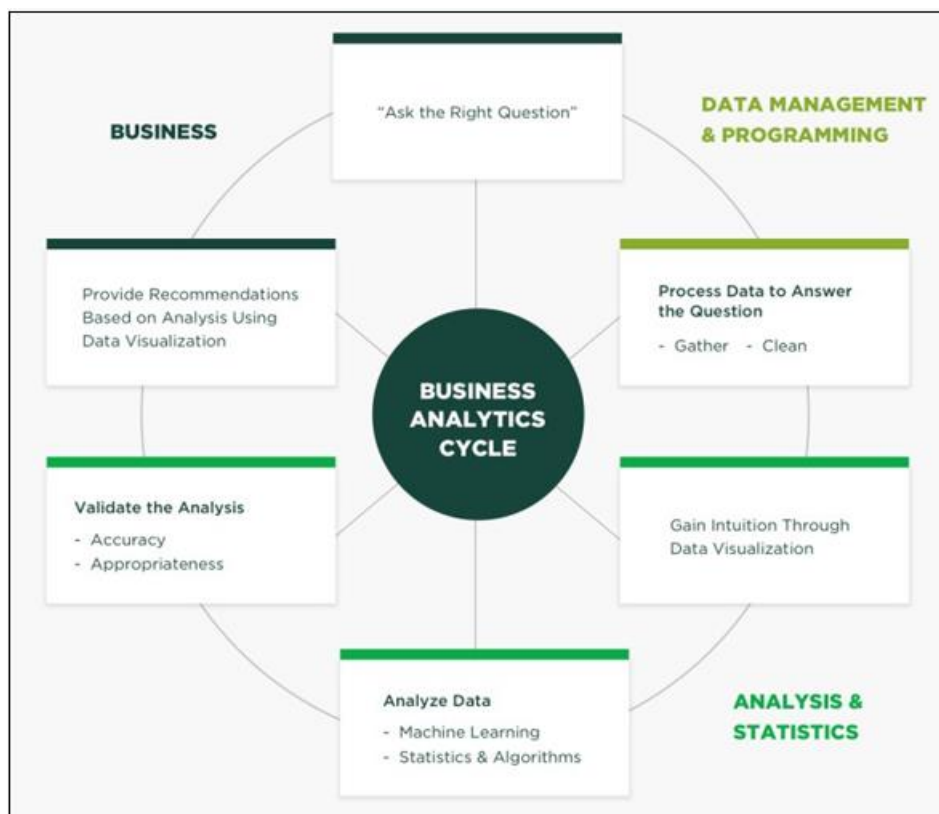 "Ask the Right Question"
BUSINESS
DATA MANAGEMENT
& PROGRAMMING
Provide Recommendations
Based on Analysis Using
Data Visualization
Process Data to Answer
the Question
- Gather - Clean
BUSINESS
ANALYTICS
CYCLE
Validate the Analysis
- Accuracy
- Appropriateness
Gain Intuition Through
Data Visualization
Analyze Data
- Machine Learning
- Statistics & Algorithms
ANALYSIS &
STATISTICS